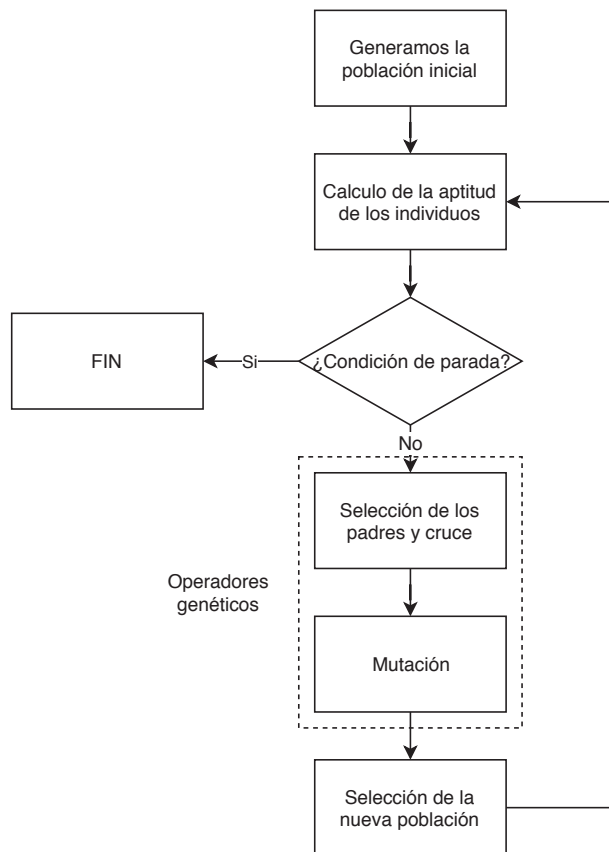 Generamos la
población inicial
Calculo de la aptitud
de los individuos
¿Condición de parada?
Si
FIN
No
Selección de los
padres y cruce
Operadores
genéticos
Mutación
Selección de la
nueva población